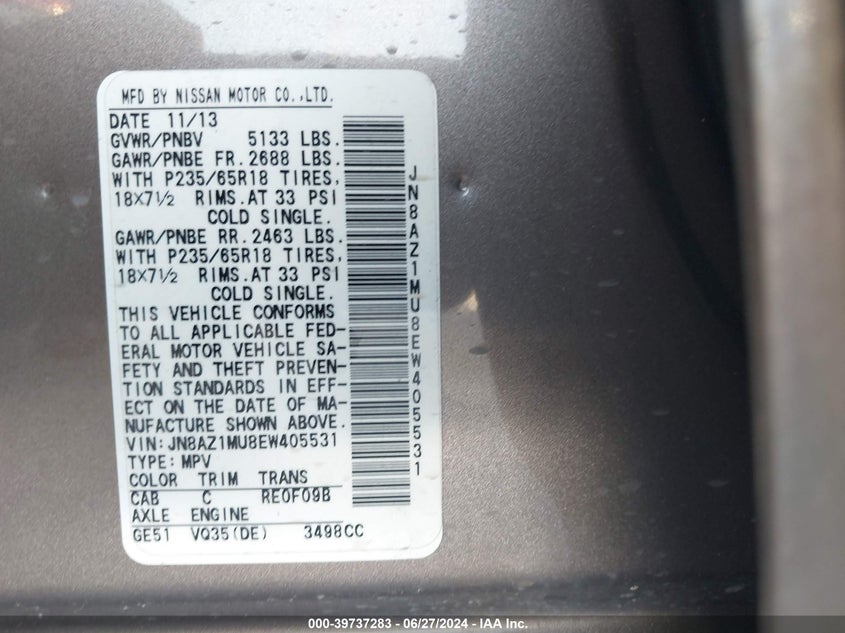 MFD BY NISSAN MOTOR CO.,LTD.
DATE 11/13
GVWR/PNBV 5133 LBS.
GAWR/PNBE FR. 2688 LBS.
WITH P235/65R18 TIRES,
18X7½ RIMS.AT 33 PSI
COLD SINGLE.
GAWR/PNBE RR. 2463 LBS.
WITH P235/65R18 TIRES,
18X7½ RIMS.AT 33 PSI
COLD SINGLE.
THIS VEHICLE CONFORMS
TO ALL APPLICABLE FED-
ERAL MOTOR VEHICLE SA-
FETY AND THEFT PREVEN-
TION STANDARDS IN EFF-
ECT ON THE DATE OF MA-
NUFACTURE SHOWN ABOVE.
VIN: JN8AZ1MU8EW405531
TYPE: MPV
COLOR TRIM TRANS
CAB C RE0F09B
AXLE ENGINE
GE51 VQ35(DE) 3498CC
JN8AZ1MU8EW405531
000-39737283 - 06/27/2024 - IAA Inc.